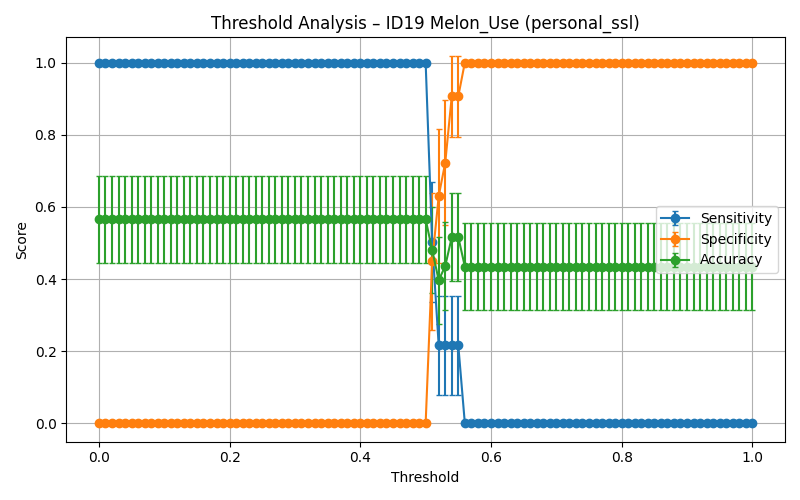 Threshold Analysis – ID19 Melon_Use (personal_ssl)
1.0
0.8
0.6
0.4
0.2
0.0
Score
Sensitivity
Specificity
Accuracy
0.0 0.2 0.4 0.6 0.8 1.0
Threshold